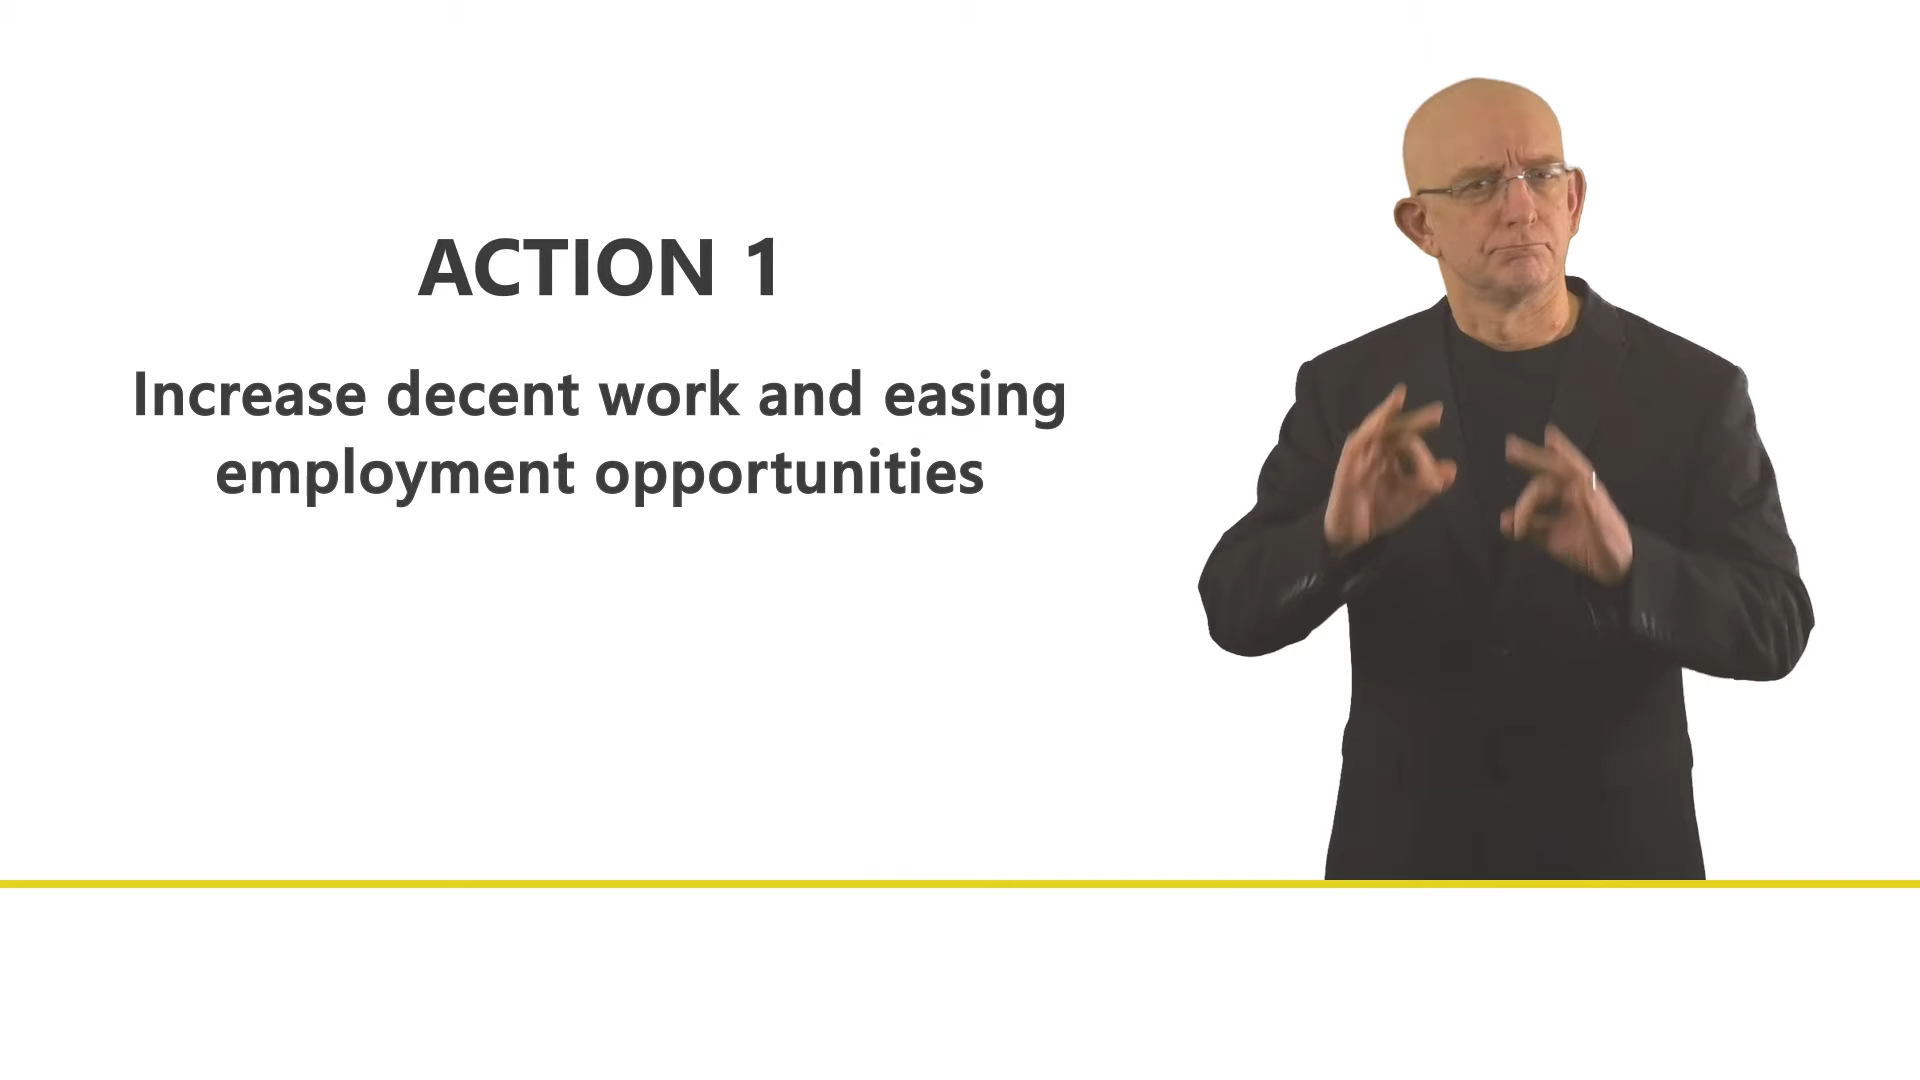 ACTION 1
Increase decent work and easing
employment opportunities